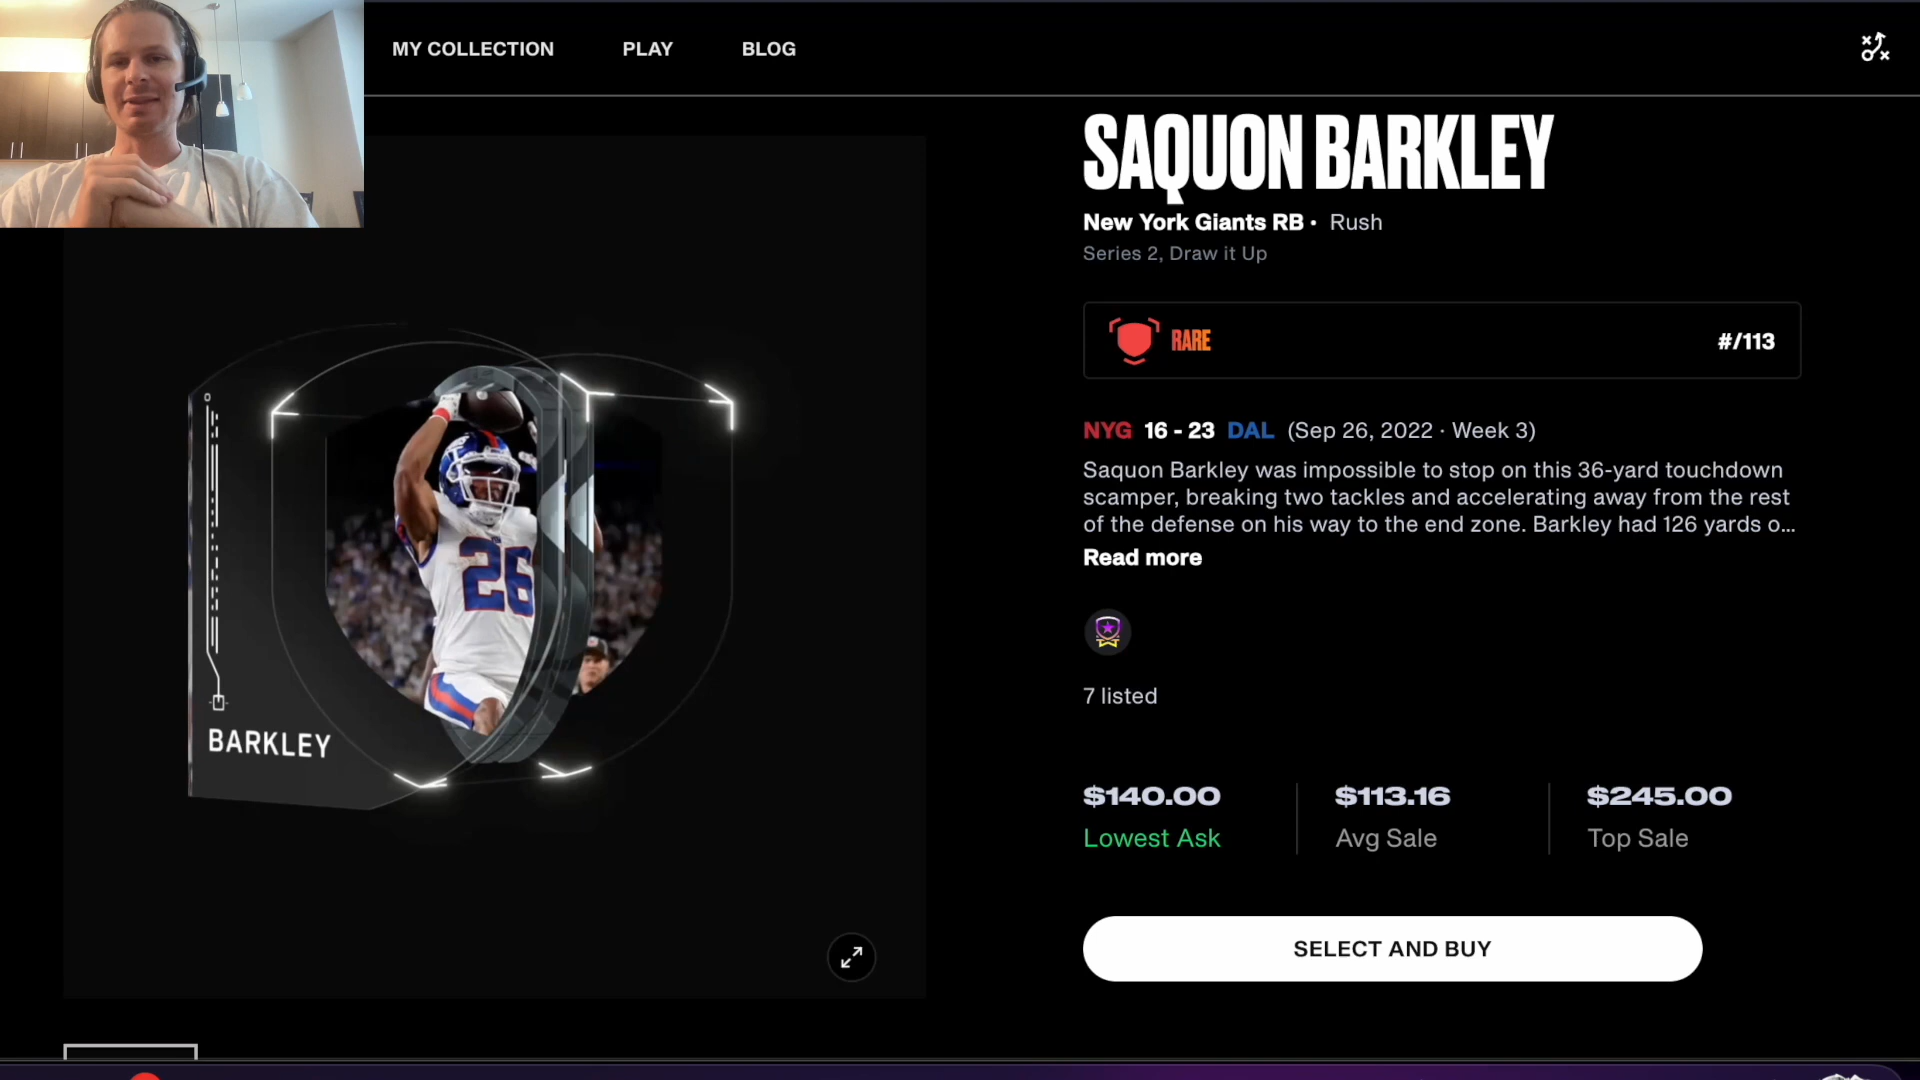 MY COLLECTION PLAY BLOG
SAQUON BARKLEY
New York Giants RB • Rush
Series 2, Draw it Up
RARE #/113
NYG 16 - 23 DAL (Sep 26, 2022 · Week 3)
Saquon Barkley was impossible to stop on this 36-yard touchdown
scamper, breaking two tackles and accelerating away from the rest
of the defense on his way to the end zone. Barkley had 126 yards o...
Read more
26
BARKLEY
7 listed
$140.00 $113.16 $245.00
Lowest Ask Avg Sale Top Sale
SELECT AND BUY